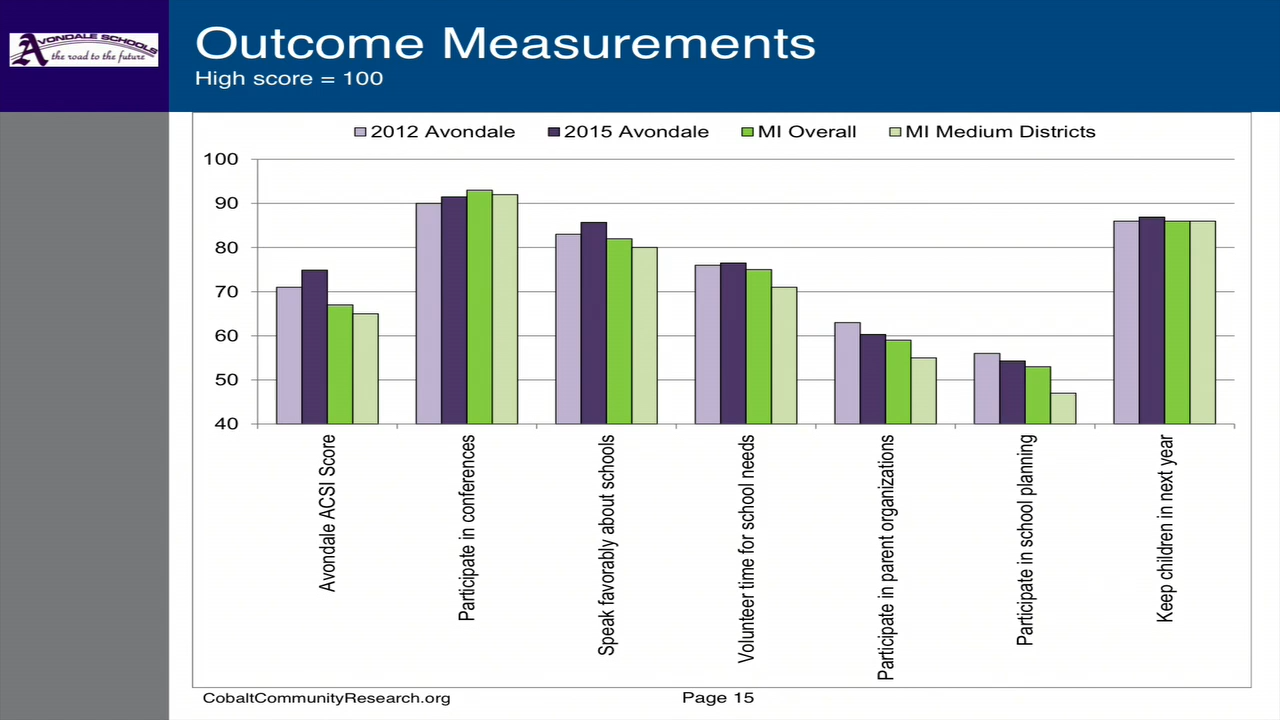 AVONDALE SCHOOLS
the road to the future
Outcome Measurements
High score = 100
2012 Avondale 2015 Avondale MI Overall MI Medium Districts
100
90
80
70
60
50
40
Avondale ACSI Score
Participate in conferences
Speak favorably about schools
Volunteer time for school needs
Participate in parent organizations
Participate in school planning
Keep children in next year
CobaltCommunityResearch.org Page 15